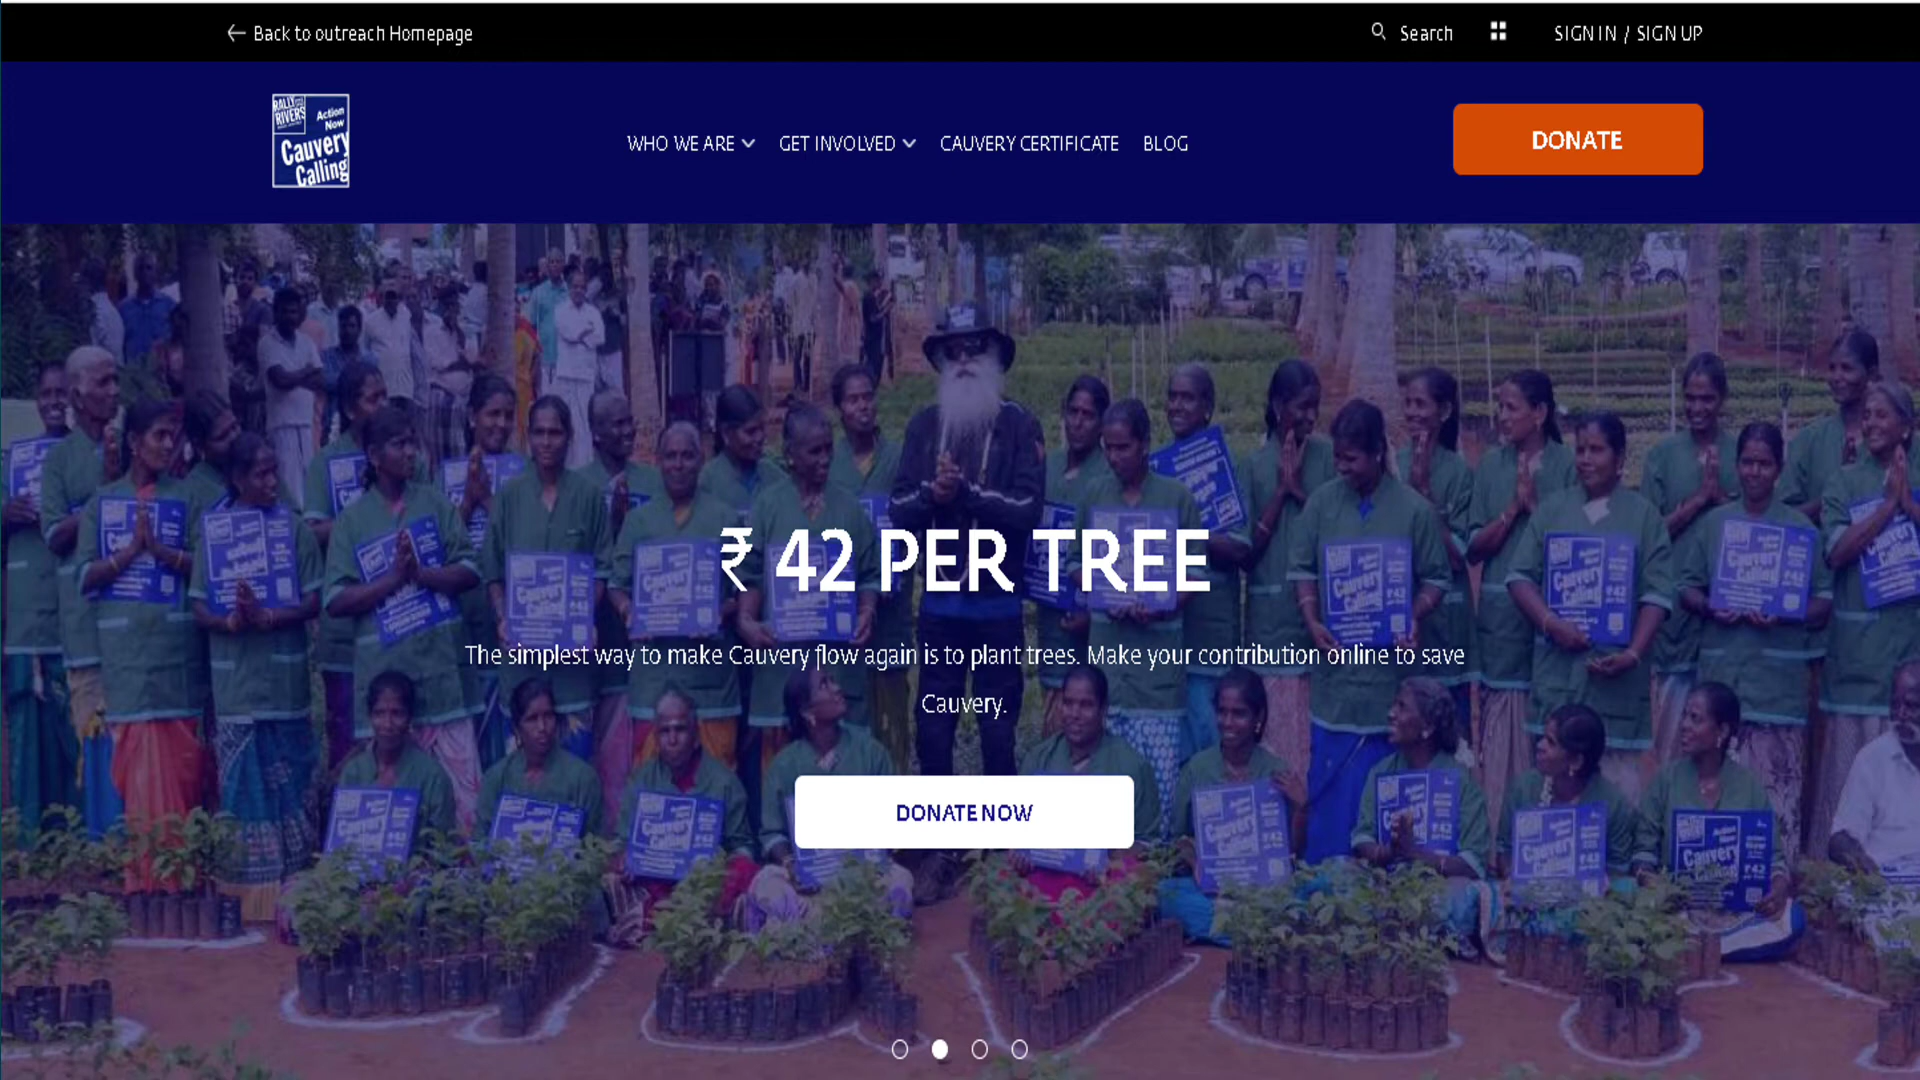 Back to outreach Homepage
Search
SIGN IN / SIGN UP
RALLY
RIVERS
Action
Now
Cauvery
Calling
WHO WE ARE
GET INVOLVED
CAUVERY CERTIFICATE
BLOG
DONATE
₹ 42 PER TREE
The simplest way to make Cauvery flow again is to plant trees. Make your contribution online to save
Cauvery.
DONATE NOW